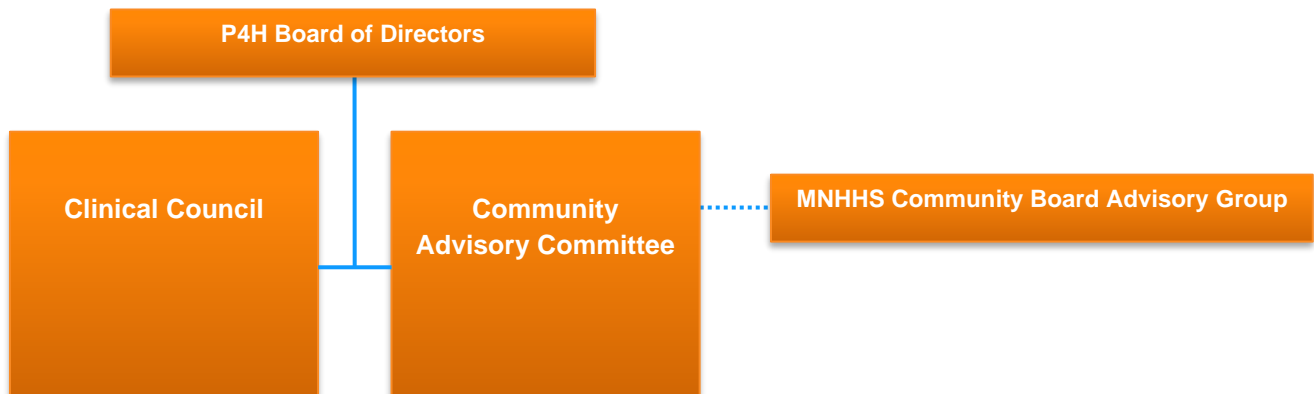 P4H Board of Directors
Clinical Council
Community
Advisory Committee
MNHHS Community Board Advisory Group